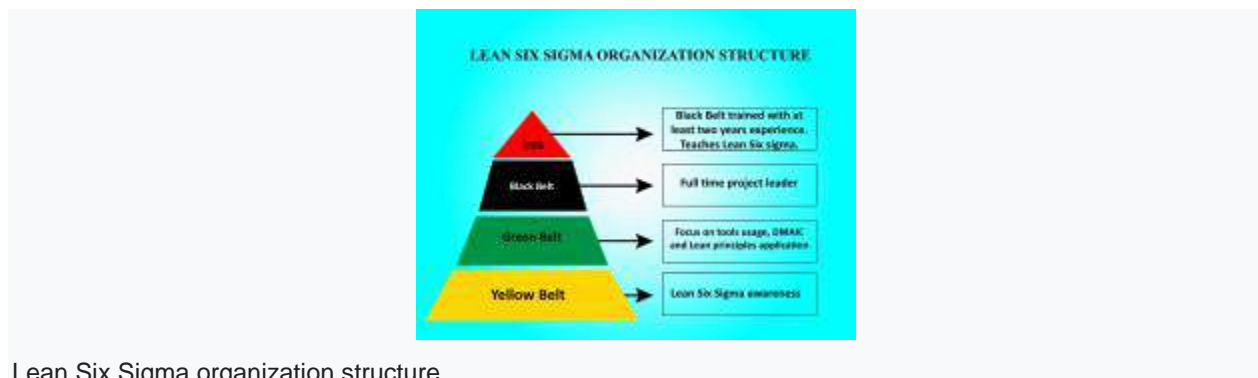 LEAN SIX SIGMA ORGANIZATION STRUCTURE
Black Belt trained with at
least two years experience.
Teaches Lean Six sigma.
Black Belt
Full time project leader
Green Belt
Focus on tools usage, DMAIC
and Lean principles application
Yellow Belt
Lean Six Sigma awareness
Lean Six Sigma organization structure